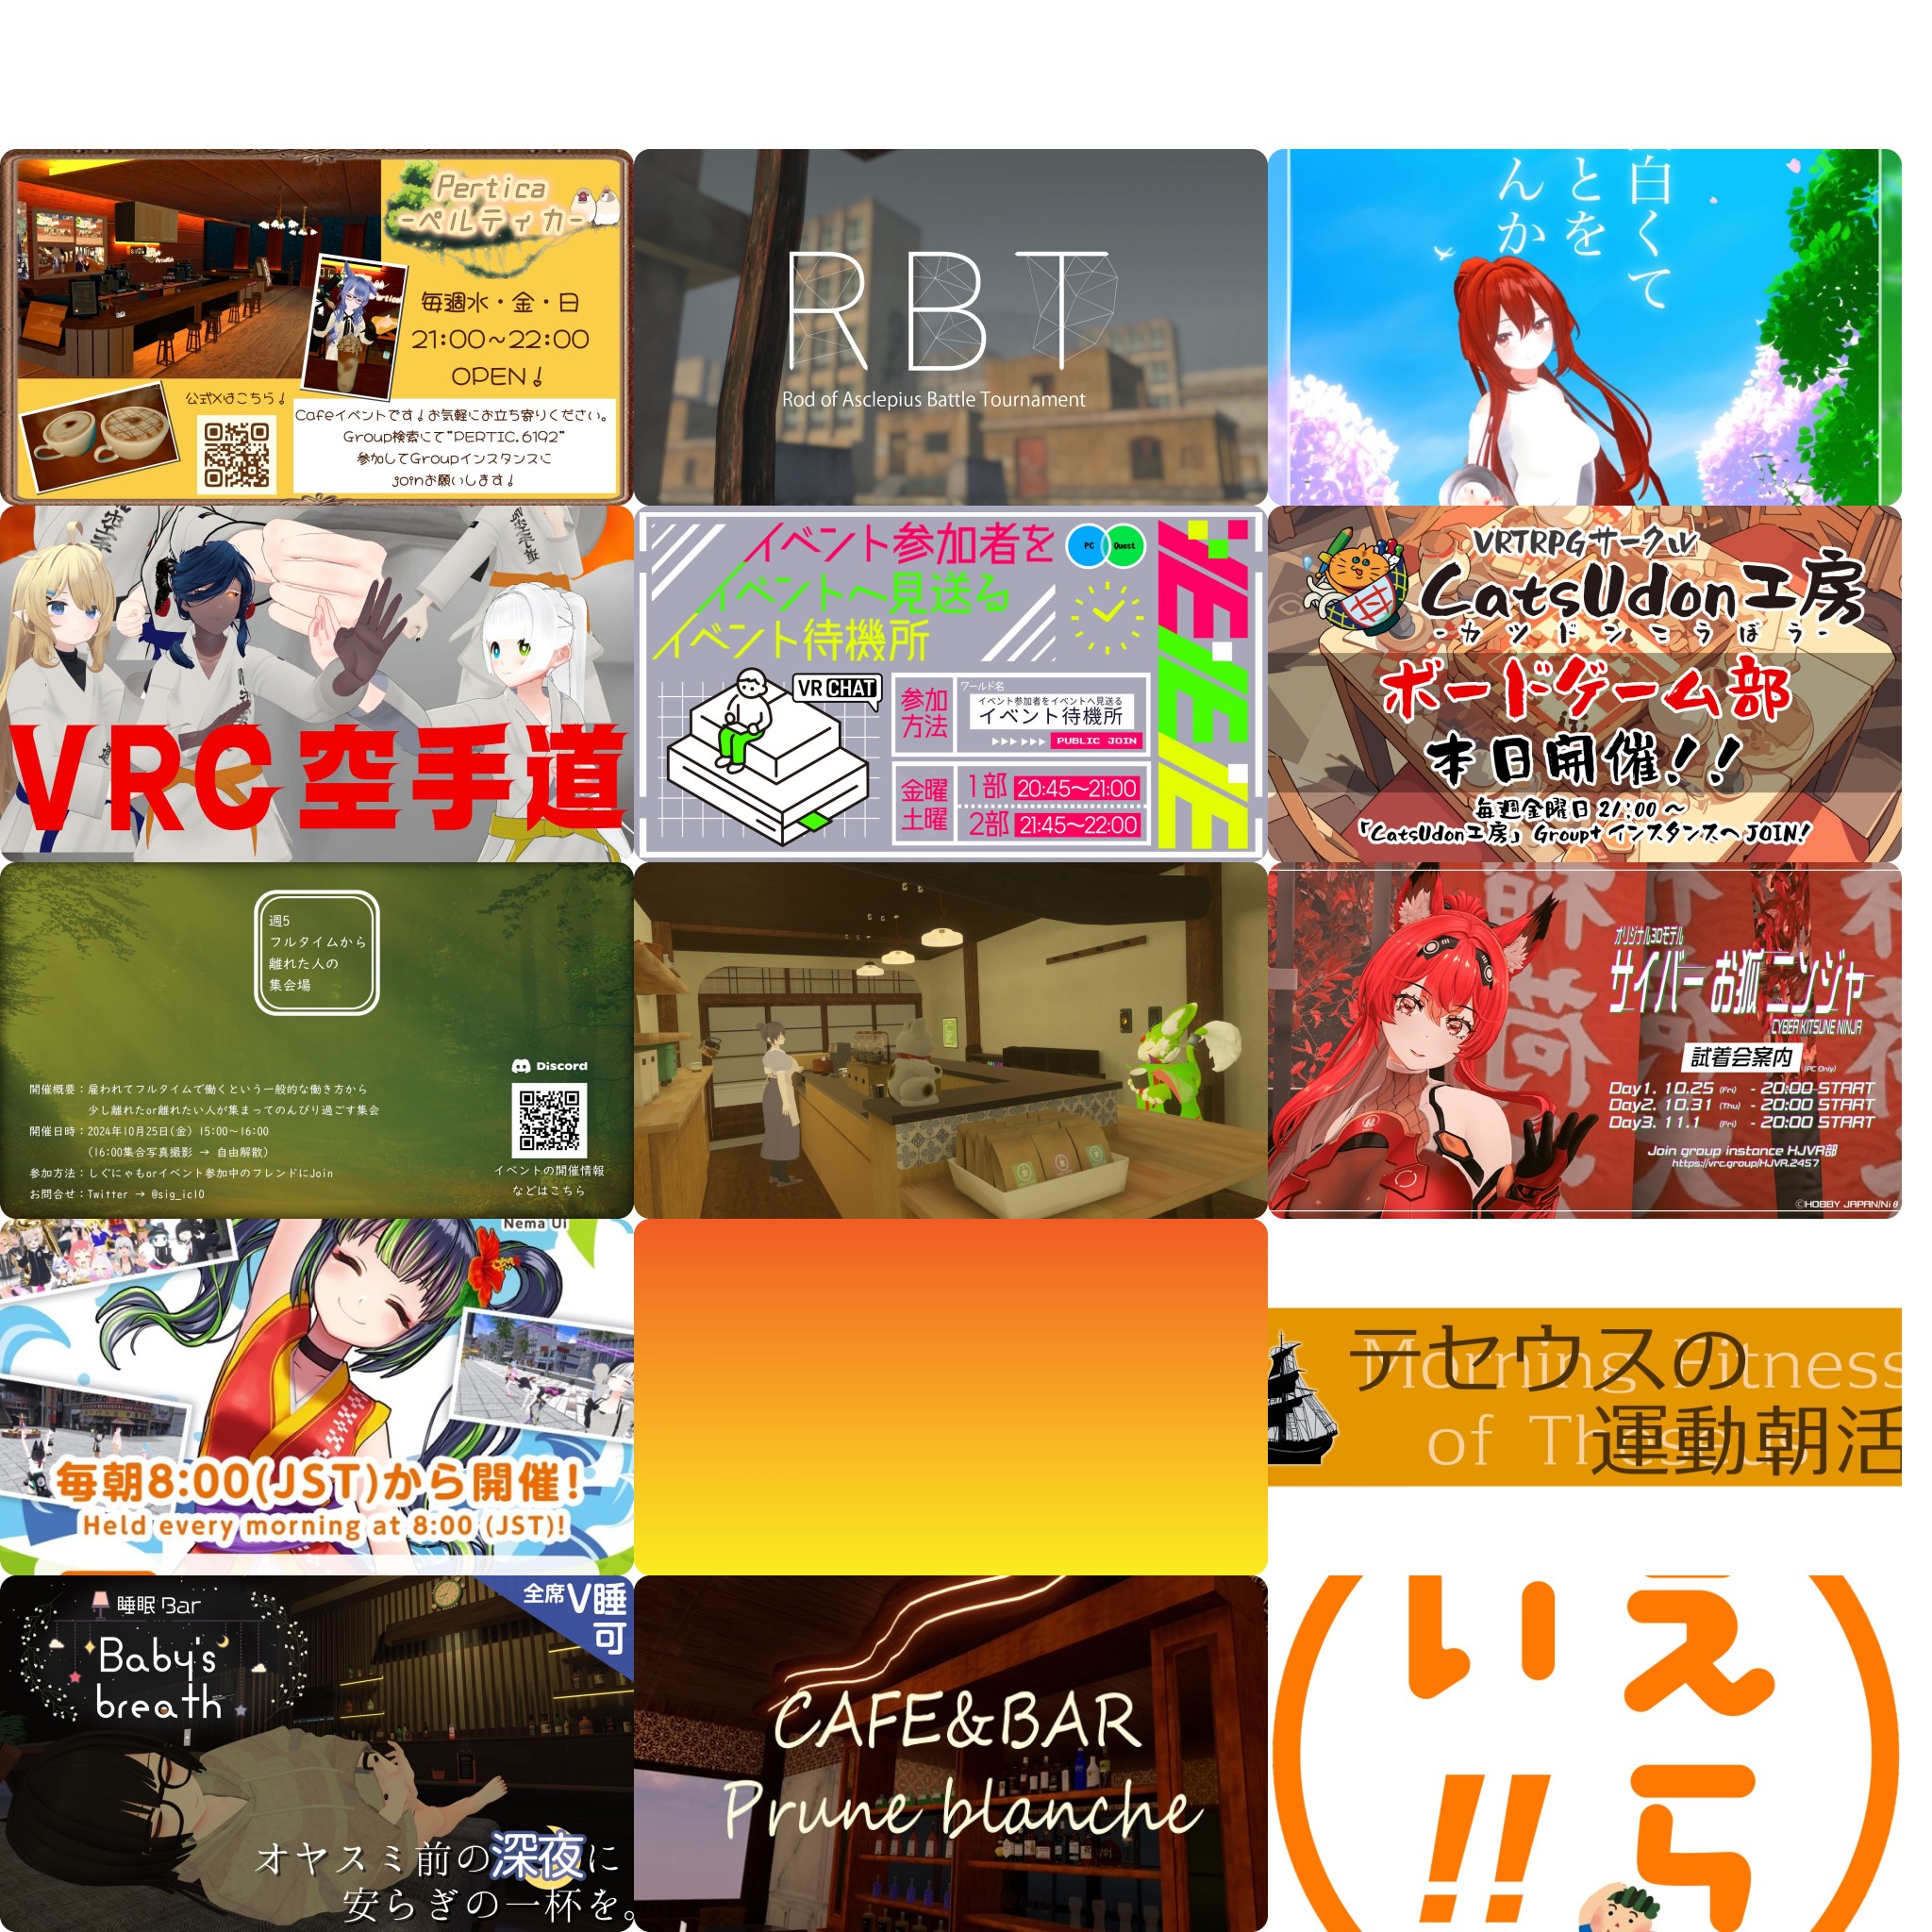 Pertica
-ペルティカ-
毎週水・金・日
21:00~22:00
OPEN!
公式Xはこちら!
Cafeイベントです!お気軽にお立ち寄りください。
Group検索にて"PERTIC.6192"
参加してGroupインスタンスに
joinお願いします!
RBT
Rod of Asclepius Battle Tournament
白くて
とを
んか
VRC空手道
イベント参加者を
イベントへ見送る
イベント待機所
PC
Quest
VR CHAT
参加方法
ワールド名
イベント参加者をイベントへ見送る
イベント待機所
PUBLIC JOIN
金曜
土曜
1部 20:45〜21:00
2部 21:45〜22:00
VRTRPGサークル
CatsUdon工房
-カツドンこうぼう-
ボードゲーム部
本日開催!!
毎週金曜日 21:00 〜
「CatsUdon工房」 Group+ インスタンスへ JOIN!
週5
フルタイムから
離れた人の
集会場
開催概要:雇われてフルタイムで働くという一般的な働き方から
少し離れたor離れたい人が集まってのんびり過ごす集会
開催日時:2024年10月25日(金) 15:00〜16:00
(16:00集合写真撮影 → 自由解散)
参加方法:しぐにゃもorイベント参加中のフレンドにJoin
お問合せ:Twitter → @sig_ic10
Discord
イベントの開催情報
などはこちら
オリジナル3Dモデル
サイバー お狐 ニンジャ
CYBER KITSUNE NINJA
試着会案内
(PC Only)
Day1. 10.25 (Fri) - 20:00 START
Day2. 10.31 (Thu) - 20:00 START
Day3. 11.1 (Fri) - 20:00 START
Join group instance HJVR部
https://vrc.group/HJVR.2457
©HOBBY JAPAN/Ni θ
Nema Ui
毎朝8:00(JST)から開催!
Held every morning at 8:00 (JST)!
テセウスの
運動朝活
Morning Fitness
of Theseus
睡眠Bar
Baby's
breath
全席V睡
可
オヤスミ前の深夜に
安らぎの一杯を。
CAFE&BAR
Prune blanche
えら
い!!